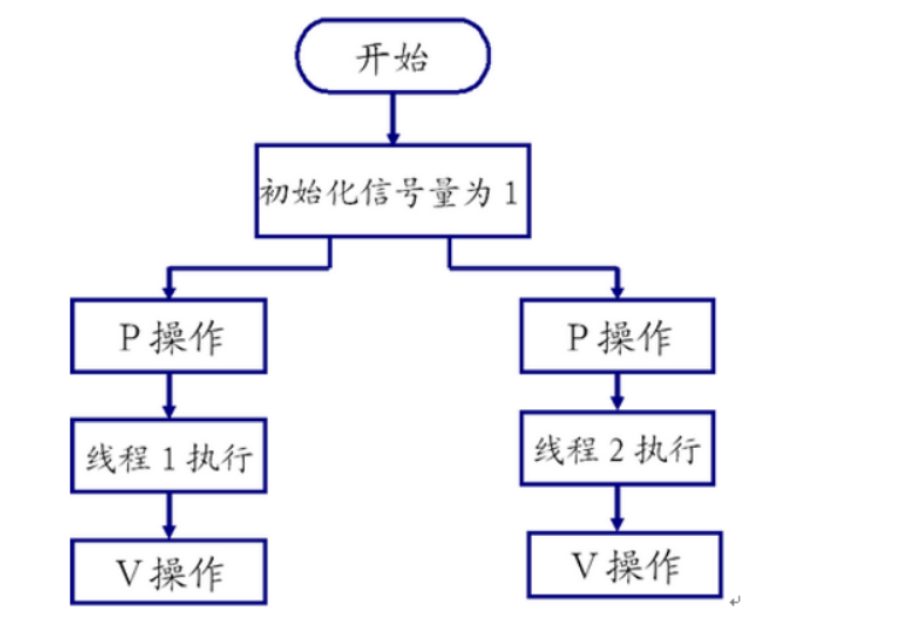 开始
初始化信号量为 1
P 操作
P 操作
线程 1 执行
线程 2 执行
V 操作
V 操作